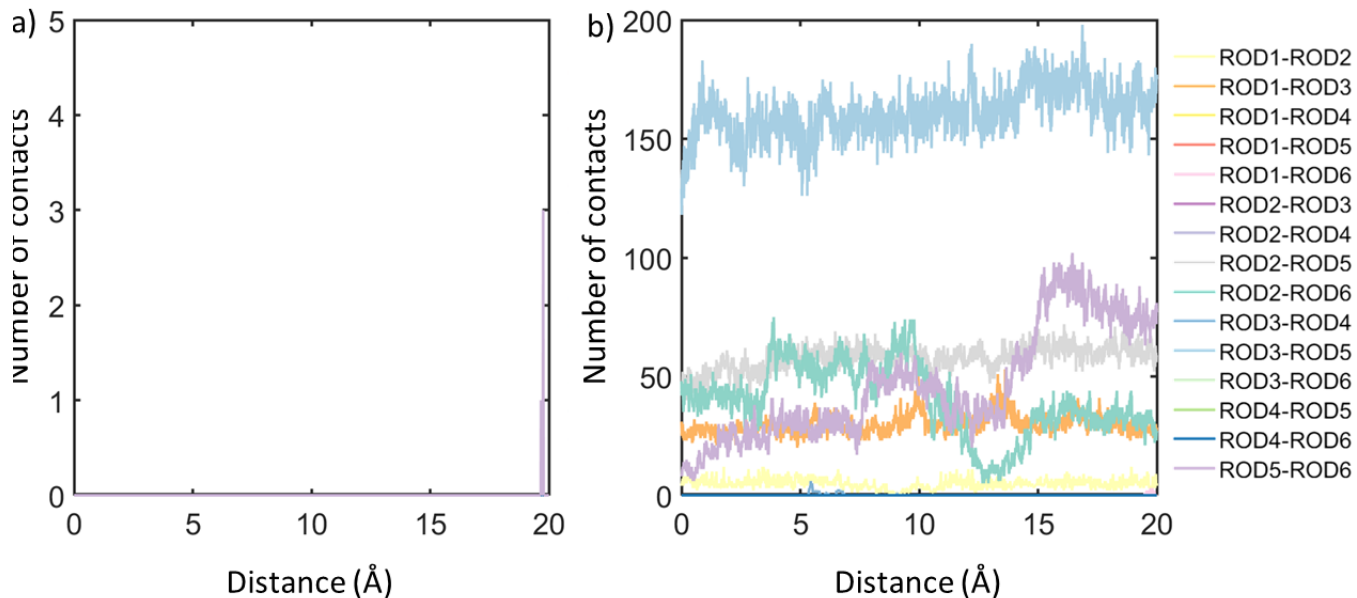 a)
Number of contacts
5
4
3
2
1
0
0 5 10 15 20
Distance (Å)
b)
Number of contacts
200
150
100
50
0
0 5 10 15 20
Distance (Å)
ROD1-ROD2
ROD1-ROD3
ROD1-ROD4
ROD1-ROD5
ROD1-ROD6
ROD2-ROD3
ROD2-ROD4
ROD2-ROD5
ROD2-ROD6
ROD3-ROD4
ROD3-ROD5
ROD3-ROD6
ROD4-ROD5
ROD4-ROD6
ROD5-ROD6